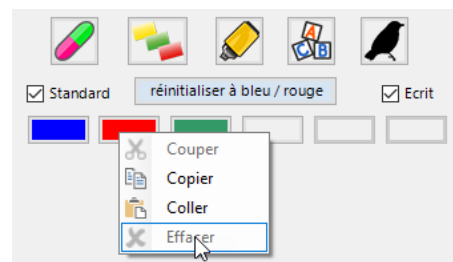 A
C B
Standard
réinitialiser à bleu / rouge
Ecrit
Couper
Copier
Coller
Effacer